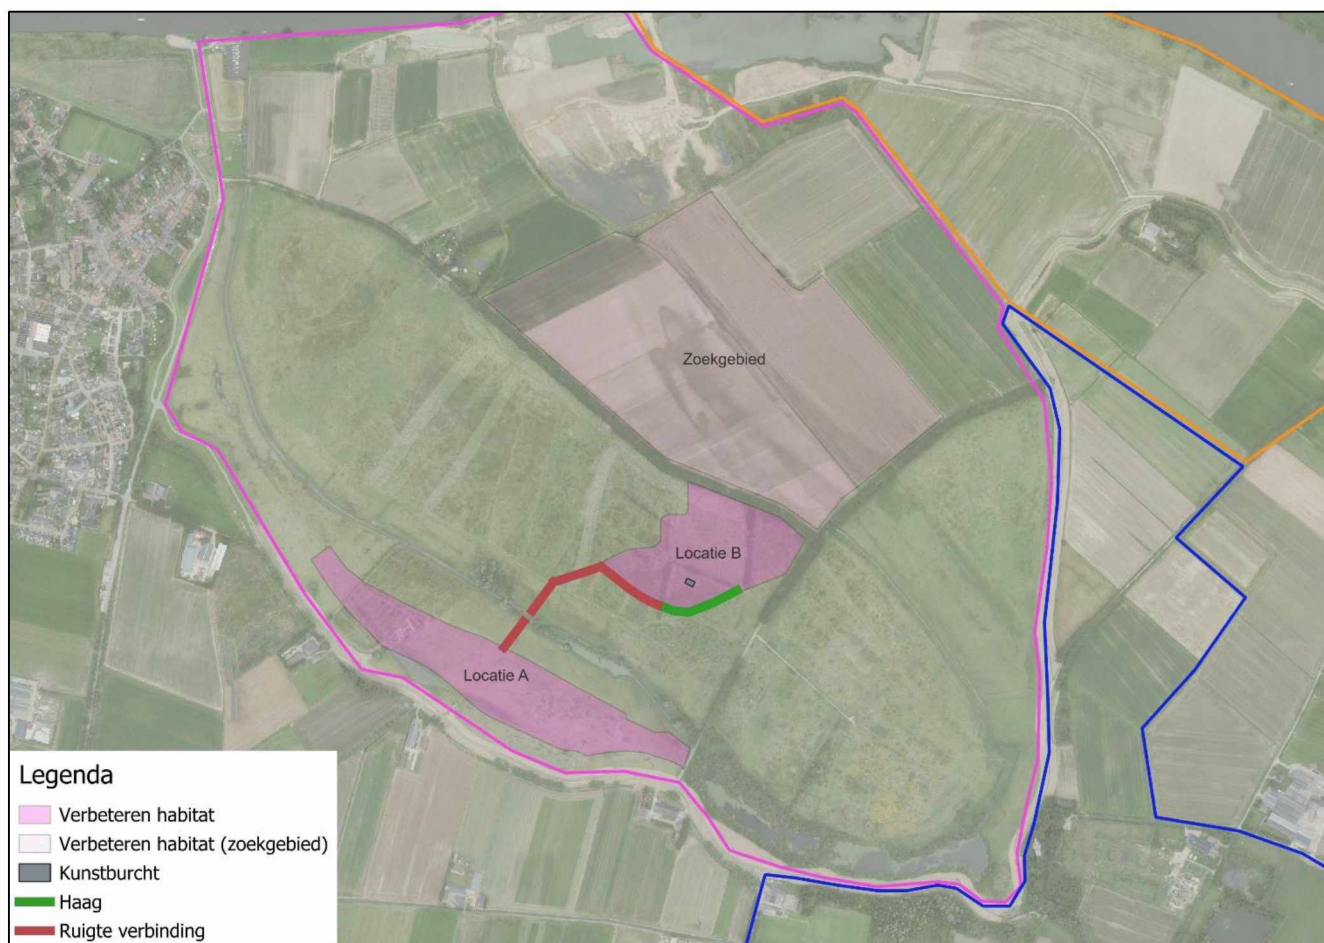 Zoekgebied
Locatie B
Locatie A
Legenda
Verbeteren habitat
Verbeteren habitat (zoekgebied)
Kunstburcht
Haag
Ruigte verbinding